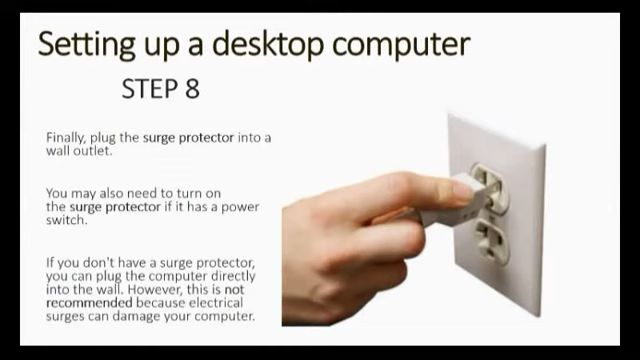 Setting up a desktop computer
STEP 8
Finally, plug the surge protector into a
wall outlet.
You may also need to turn on
the surge protector if it has a power
switch.
If you don't have a surge protector,
you can plug the computer directly
into the wall. However, this is not
recommended because electrical
surges can damage your computer.